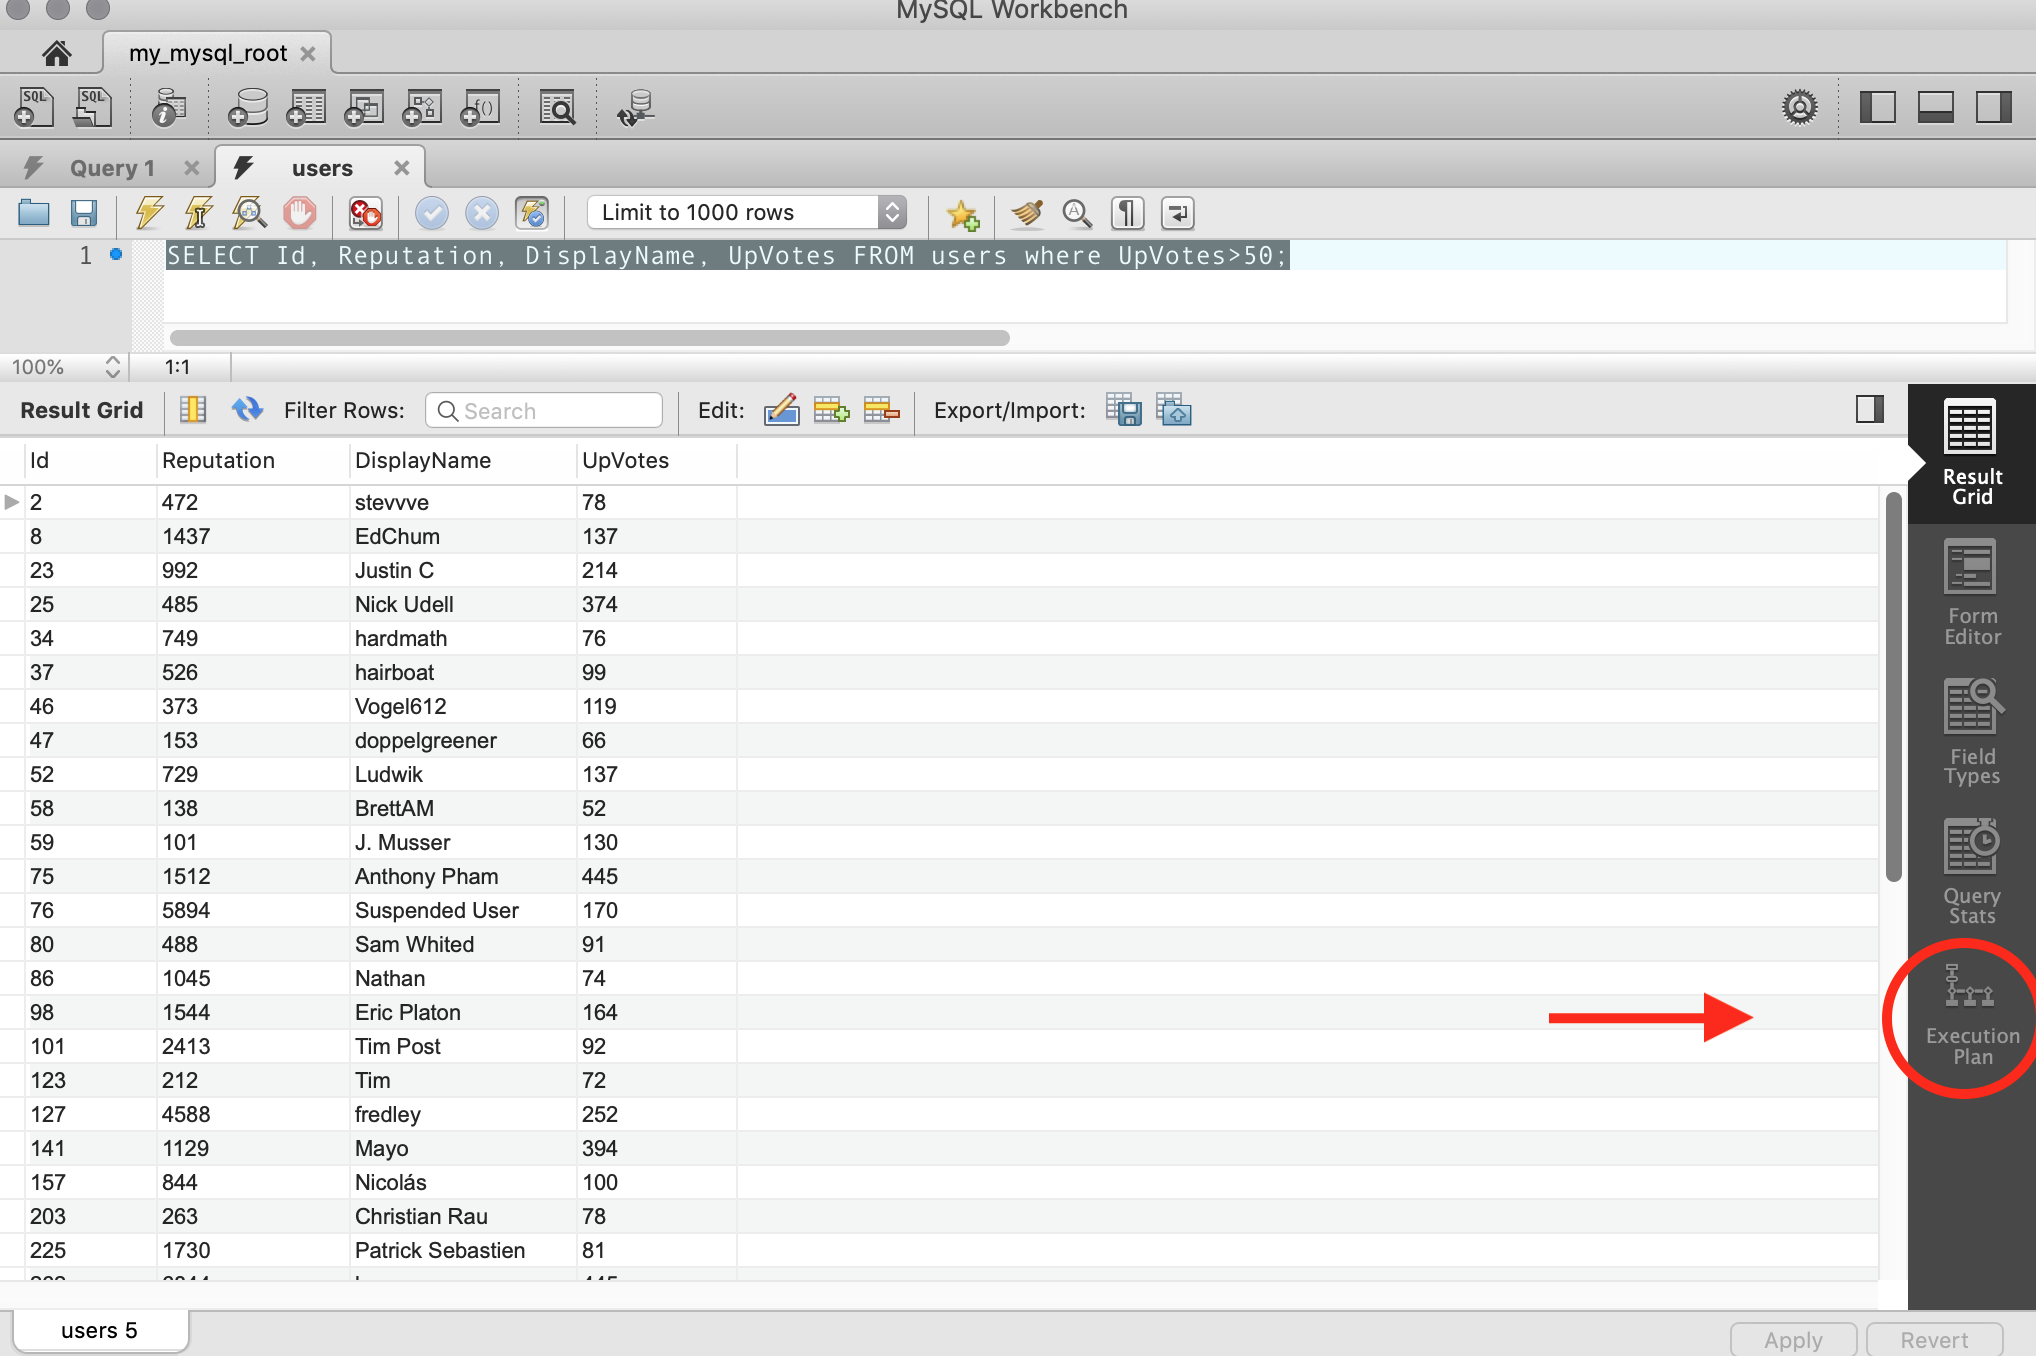 MySQL Workbench
my_mysql_root
SQL SQL i f()
Query 1 users
Limit to 1000 rows
1 SELECT Id, Reputation, DisplayName, UpVotes FROM users where UpVotes>50;
100% 1:1
Result Grid Filter Rows: Search Edit: Export/Import:
Id Reputation DisplayName UpVotes
2 472 stevvve 78
8 1437 EdChum 137
23 992 Justin C 214
25 485 Nick Udell 374
34 749 hardmath 76
37 526 hairboat 99
46 373 Vogel612 119
47 153 doppelgreener 66
52 729 Ludwik 137
58 138 BrettAM 52
59 101 J. Musser 130
75 1512 Anthony Pham 445
76 5894 Suspended User 170
80 488 Sam Whited 91
86 1045 Nathan 74
98 1544 Eric Platon 164
101 2413 Tim Post 92
123 212 Tim 72
127 4588 fredley 252
141 1129 Mayo 394
157 844 Nicolás 100
203 263 Christian Rau 78
225 1730 Patrick Sebastien 81
Result
Grid
Form
Editor
Field
Types
Query
Stats
Execution
Plan
users 5
Apply Revert